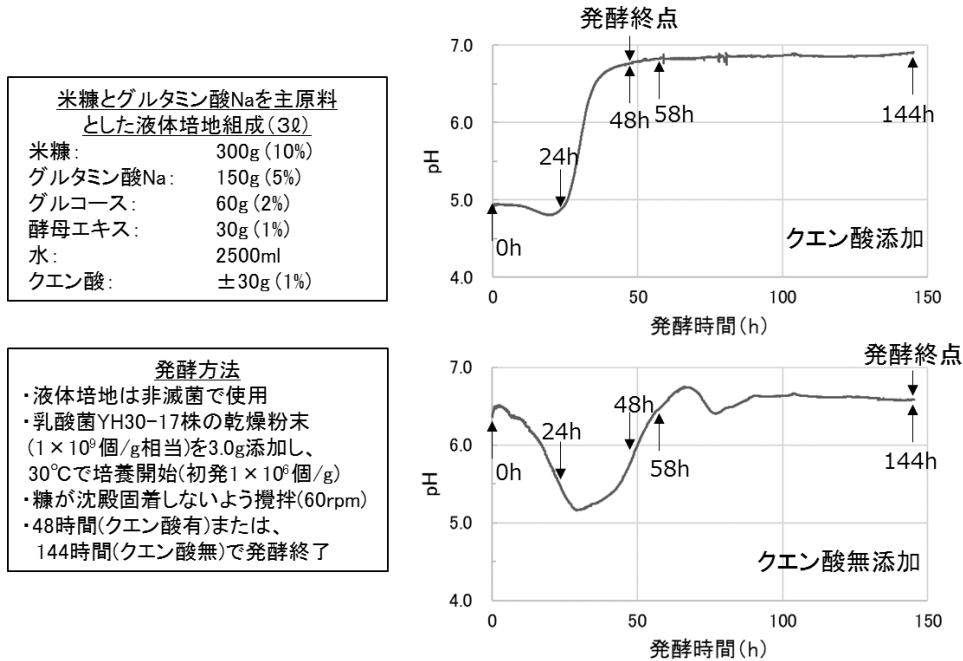 米糠とグルタミン酸Naを主原料
とした液体培地組成(3ℓ)
米糠: 300g(10%)
グルタミン酸Na: 150g(5%)
グルコース: 60g(2%)
酵母エキス: 30g(1%)
水: 2500ml
クエン酸: ±30g(1%)
発酵方法
・液体培地は非滅菌で使用
・乳酸菌YH30-17株の乾燥粉末
(1×10⁹個/g相当)を3.0g添加し、
30℃で培養開始(初発1×10⁶個/g)
・糠が沈殿固着しないよう攪拌(60rpm)
・48時間(クエン酸有)または、
144時間(クエン酸無)で発酵終了
発酵終点
7.0
6.0
5.0
4.0
pH
0h
24h
48h
58h
144h
クエン酸添加
0 50 100 150
発酵時間(h)
発酵終点
7.0
6.0
5.0
4.0
pH
0h
24h
48h
58h
144h
クエン酸無添加
0 50 100 150
発酵時間(h)